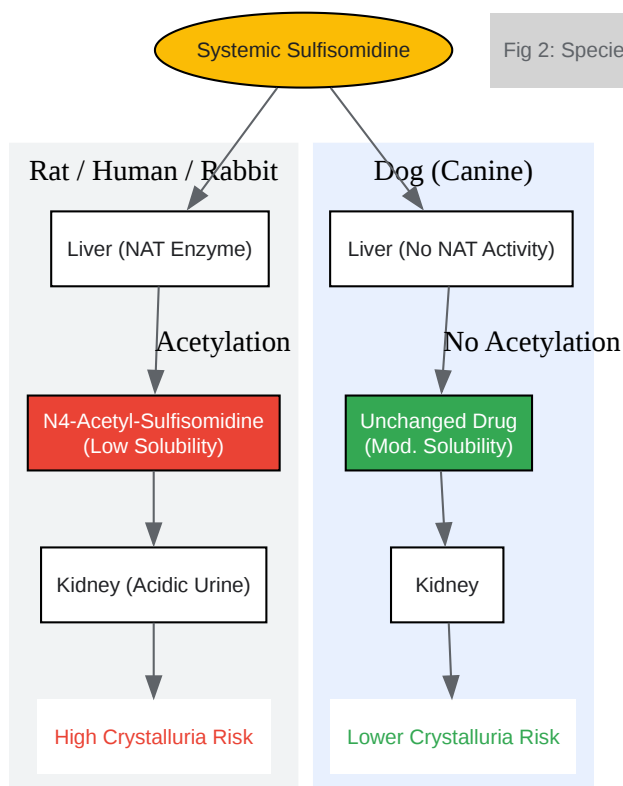 Systemic Sulfisomidine
Fig 2: Specie
Rat / Human / Rabbit
Liver (NAT Enzyme)
Acetylation
N4-Acetyl-Sulfisomidine
(Low Solubility)
Kidney (Acidic Urine)
High Crystalluria Risk
Dog (Canine)
Liver (No NAT Activity)
No Acetylation
Unchanged Drug
(Mod. Solubility)
Kidney
Lower Crystalluria Risk